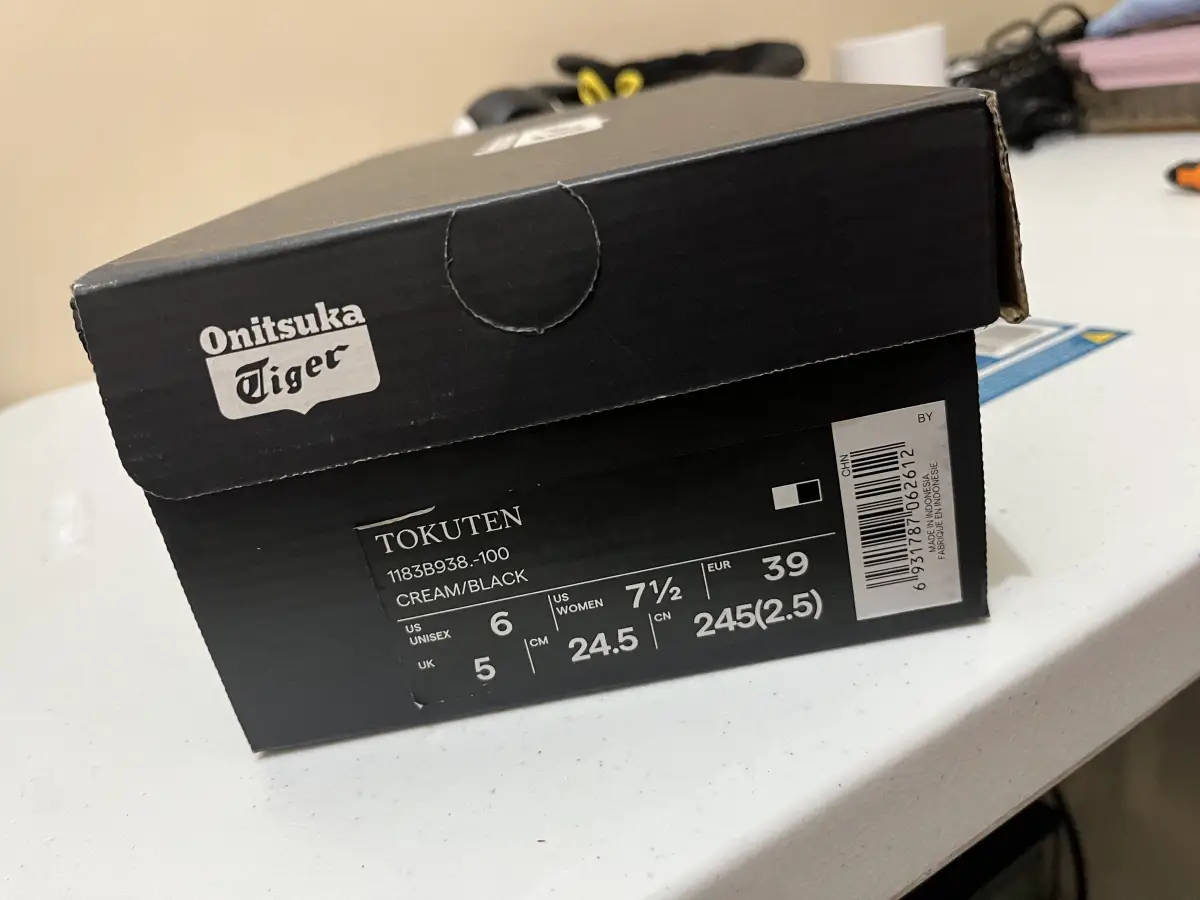 Onitsuka
Tiger
TOKUTEN
1183B938.-100
CREAM/BLACK
US UNISEX 6
US WOMEN 7½
EUR 39
UK 5
CM 24.5
CN 245(2.5)
BY
CHN
6 931787 062612
MADE IN INDONESIA
FABRIQUÉ EN INDONESIE